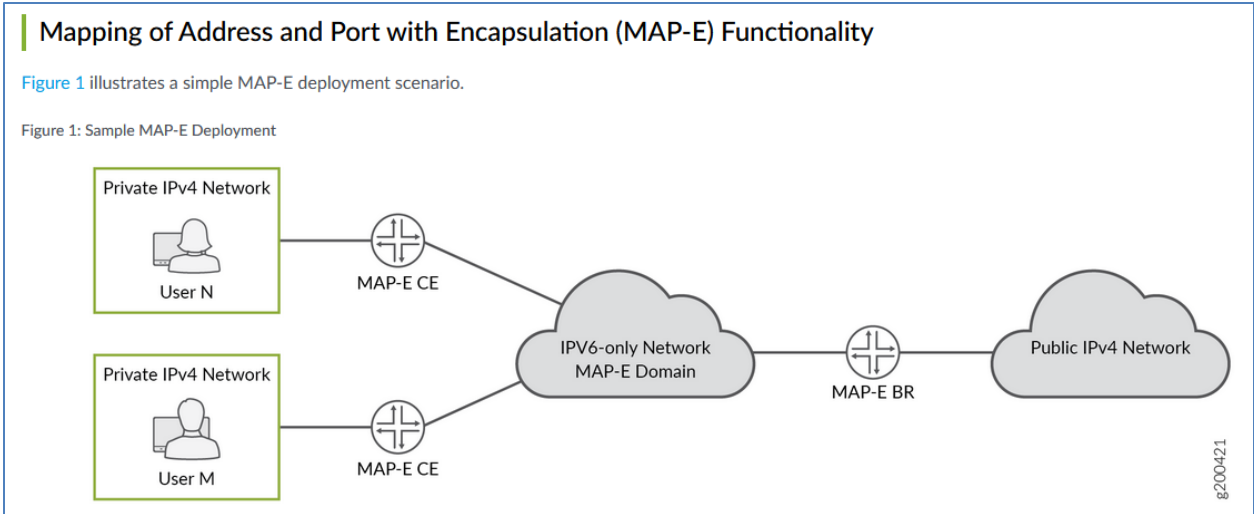 Mapping of Address and Port with Encapsulation (MAP-E) Functionality
Figure 1 illustrates a simple MAP-E deployment scenario.
Figure 1: Sample MAP-E Deployment
Private IPv4 Network
User N
MAP-E CE
IPV6-only Network
MAP-E Domain
MAP-E BR
Public IPv4 Network
Private IPv4 Network
User M
MAP-E CE
g200421